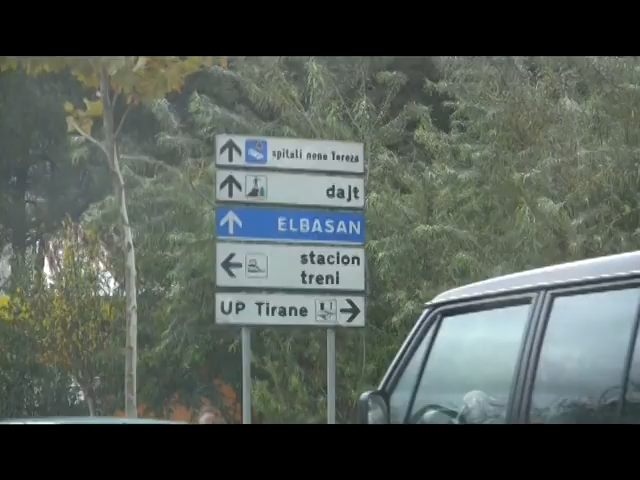 spitali nene Tereza
dajt
ELBASAN
stacion
treni
UP Tirane